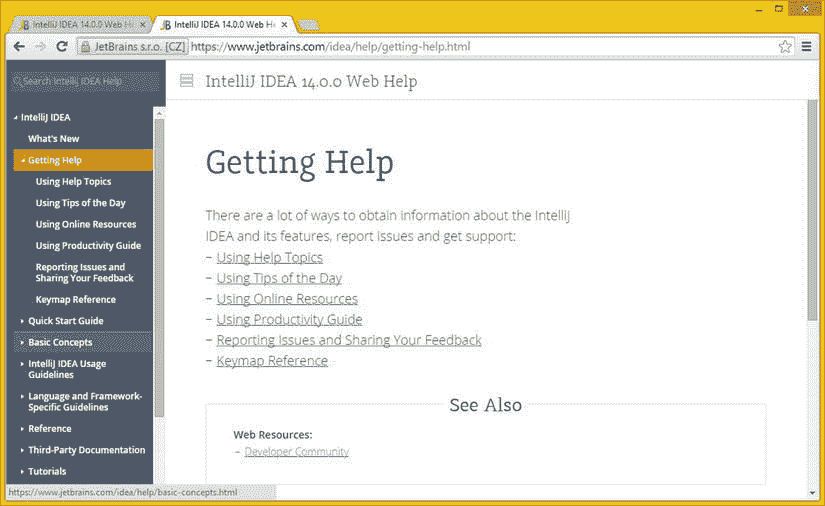 IntelliJ IDEA 14.0.0 Web H
IntelliJ IDEA 14.0.0 Web He
JetBrains s.r.o. [CZ]
https://www.jetbrains.com/idea/help/getting-help.html
Search IntelliJ IDEA Help
IntelliJ IDEA 14.0.0 Web Help
IntelliJ IDEA
What's New
Getting Help
Using Help Topics
Using Tips of the Day
Using Online Resources
Using Productivity Guide
Reporting Issues and
Sharing Your Feedback
Keymap Reference
Quick Start Guide
Basic Concepts
IntelliJ IDEA Usage
Guidelines
Language and Framework-
Specific Guidelines
Reference
Third-Party Documentation
Tutorials
Getting Help
There are a lot of ways to obtain information about the IntelliJ
IDEA and its features, report issues and get support:
– Using Help Topics
– Using Tips of the Day
– Using Online Resources
– Using Productivity Guide
– Reporting Issues and Sharing Your Feedback
– Keymap Reference
See Also
Web Resources:
– Developer Community
https://www.jetbrains.com/idea/help/basic-concepts.html